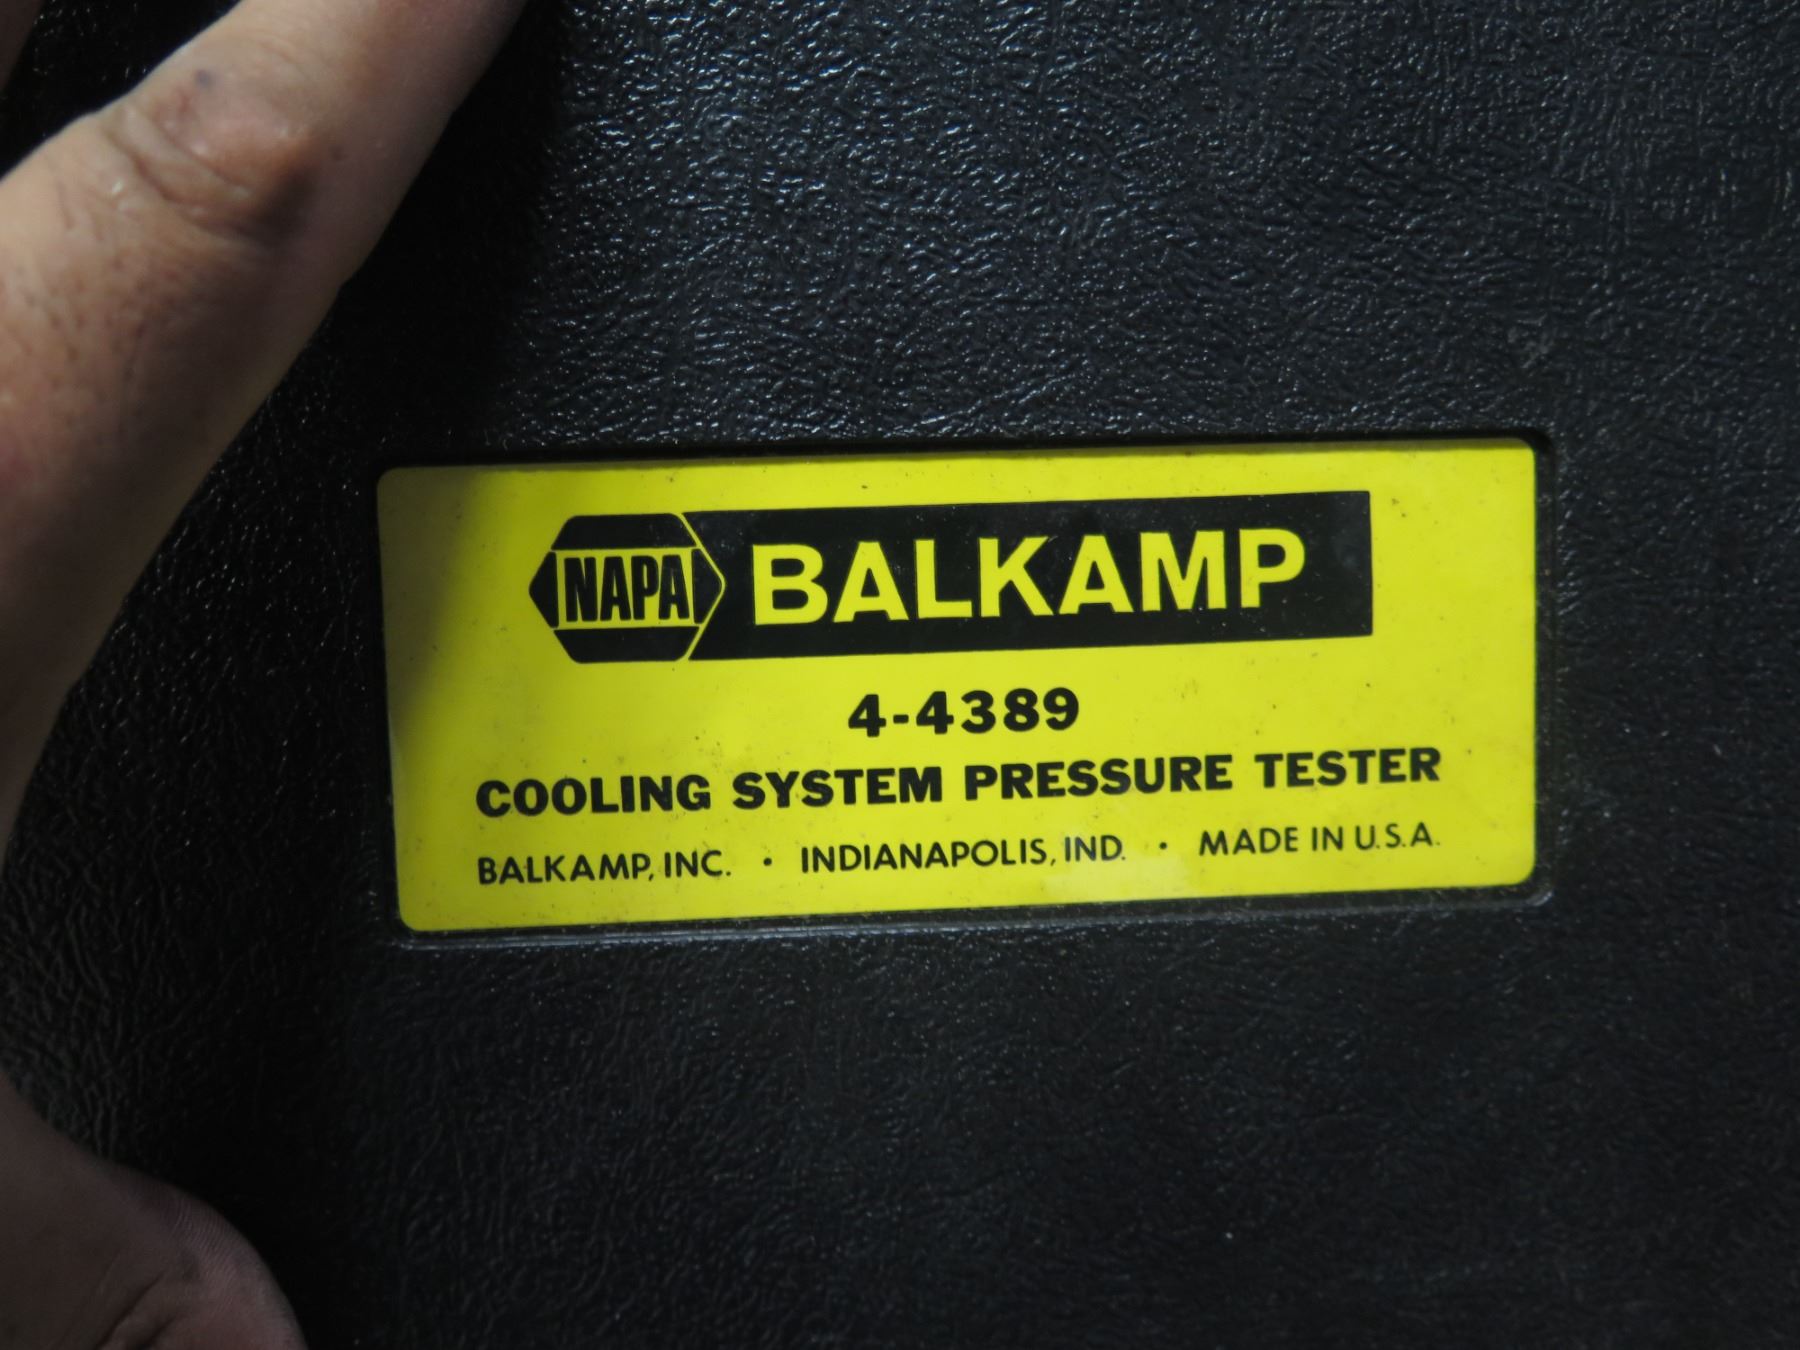 NAPA BALKAMP
4-4389
COOLING SYSTEM PRESSURE TESTER
BALKAMP, INC. · INDIANAPOLIS, IND. · MADE IN U.S.A.